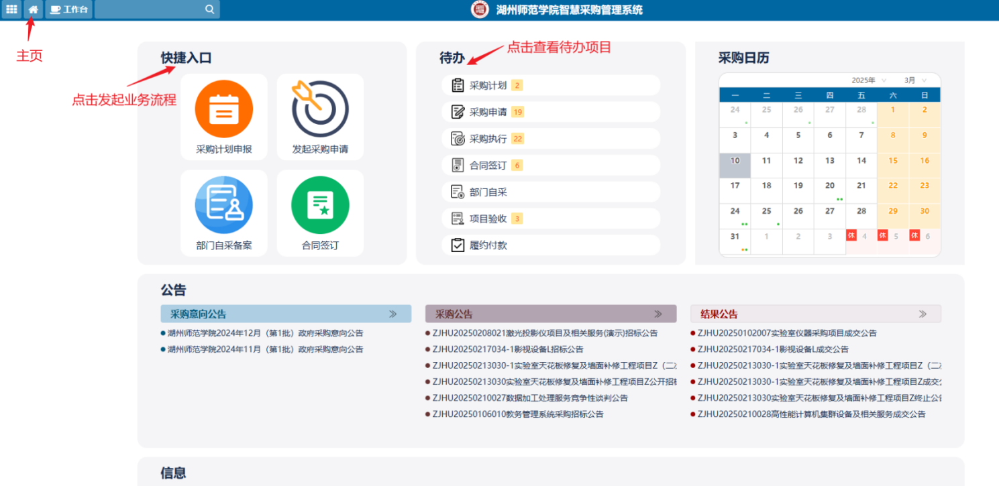 工作台
湖州师范学院智慧采购管理系统
主页
快捷入口
点击发起业务流程
采购计划申报
发起采购申请
部门自采备案
合同签订
待办
点击查看待办项目
采购计划 2
采购申请 19
采购执行 22
合同签订 6
部门自采
项目验收 3
履约付款
采购日历
2025年 3月
一 二 三 四 五 六 日
24 25 26 27 28 1 2
3 4 5 6 7 8 9
10 11 12 13 14 15 16
17 18 19 20 21 22 23
24 25 26 27 28 29 30
31 1 2 3 休 4 休 5 休 6
公告
采购意向公告
湖州师范学院2024年12月（第1批）政府采购意向公告
湖州师范学院2024年11月（第1批）政府采购意向公告
采购公告
ZJHU20250208021激光投影仪项目及相关服务(演示)招标公告
ZJHU20250217034-1影视设备L招标公告
ZJHU20250213030-1实验室天花板修复及墙面补修工程项目Z（二
ZJHU20250213030实验室天花板修复及墙面补修工程项目Z公开招
ZJHU20250210027数据加工处理服务竞争性谈判公告
ZJHU20250106010教务管理系统采购招标公告
结果公告
ZJHU20250102007实验室仪器采购项目成交公告
ZJHU20250217034-1影视设备L成交公告
ZJHU20250213030-1实验室天花板修复及墙面补修工程项目Z（二
ZJHU20250213030-1实验室天花板修复及墙面补修工程项目Z成交
ZJHU20250213030实验室天花板修复及墙面补修工程项目Z终止公
ZJHU20250210028高性能计算机集群设备及相关服务成交公告
信息